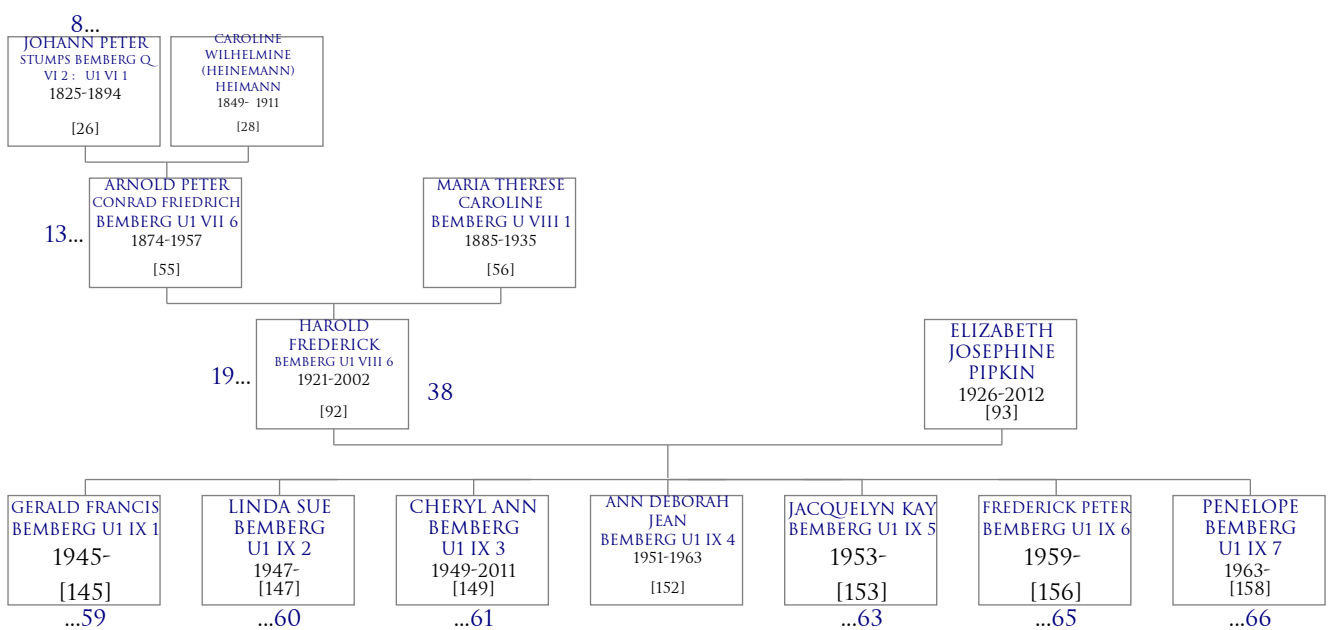 8...
JOHANN PETER
STUMPS BEMBERG Q
VI 2 : U1 VI 1
1825-1894
[26]
CAROLINE
WILHELMINE
(HEINEMANN)
HEIMANN
1849- 1911
[28]
13...
ARNOLD PETER
CONRAD FRIEDRICH
BEMBERG U1 VII 6
1874-1957
[55]
MARIA THERESE
CAROLINE
BEMBERG U VIII 1
1885-1935
[56]
19...
HAROLD
FREDERICK
BEMBERG U1 VIII 6
1921-2002
[92]
38
ELIZABETH
JOSEPHINE
PIPKIN
1926-2012
[93]
GERALD FRANCIS
BEMBERG U1 IX 1
1945-
[145]
...59
LINDA SUE
BEMBERG
U1 IX 2
1947-
[147]
...60
CHERYL ANN
BEMBERG
U1 IX 3
1949-2011
[149]
...61
ANN DEBORAH
JEAN
BEMBERG U1 IX 4
1951-1963
[152]
JACQUELYN KAY
BEMBERG U1 IX 5
1953-
[153]
...63
FREDERICK PETER
BEMBERG U1 IX 6
1959-
[156]
...65
PENELOPE
BEMBERG
U1 IX 7
1963-
[158]
...66